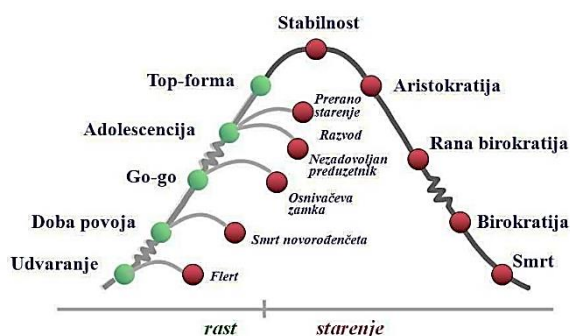 Stabilnost
Top-forma
Aristokratija
Prerano
starenje
Adolescencija
Razvod
Rana birokratija
Nezadovoljan
preduzetnik
Go-go
Osnivačeva
zamka
Doba povoja
Birokratija
Smrt novorođenčeta
Udvaranje
Flert
Smrt
rast
starenje